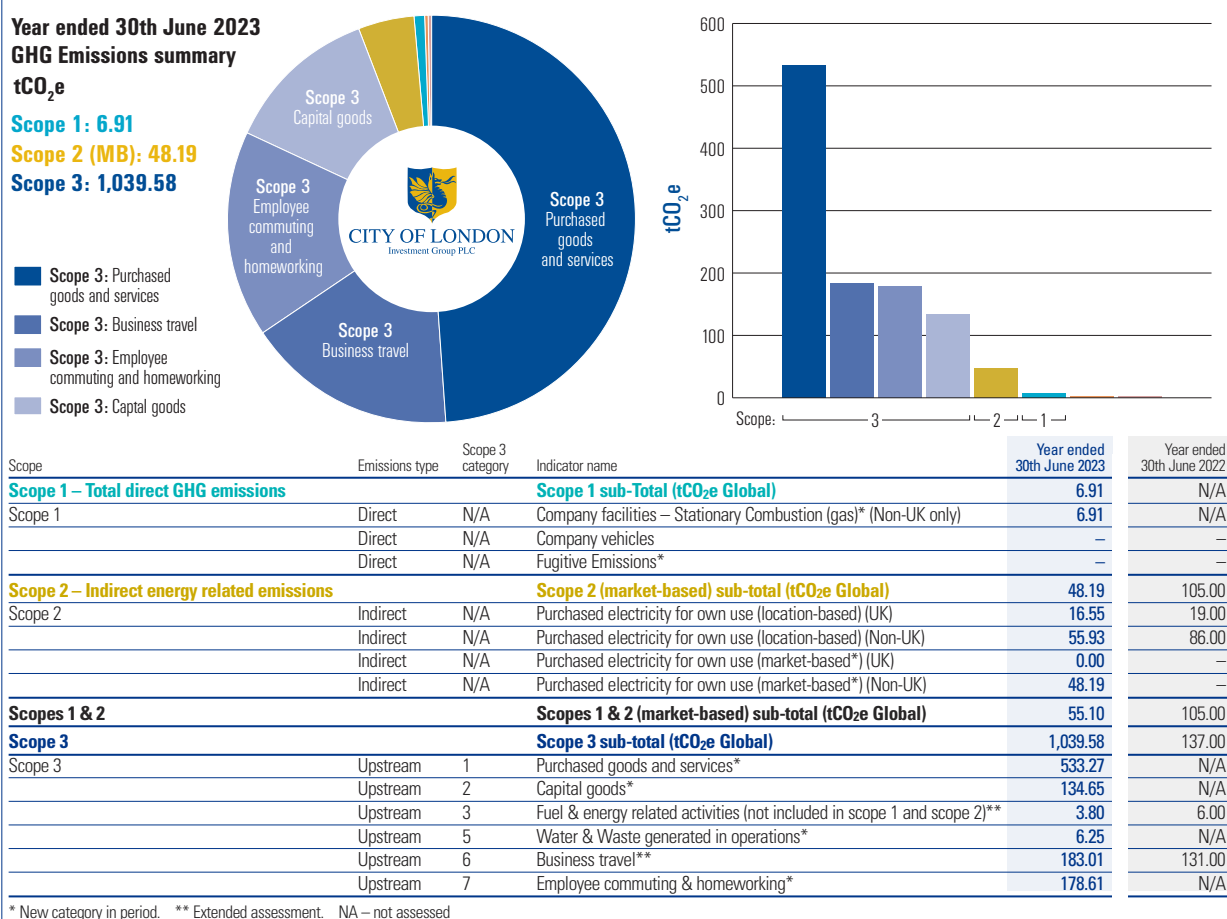 Year ended 30th June 2023
GHG Emissions summary
tCO2e
Scope 1: 6.91
Scope 2 (MB): 48.19
Scope 3: 1,039.58
Scope 3: Purchased
goods and services
Scope 3: Business travel
Scope 3: Employee
commuting and homeworking
Scope 3: Captal goods
Scope 3
Capital goods
Scope 3
Employee
commuting
and
homeworking
Scope 3
Business travel
Scope 3
Purchased
goods
and services
CITY OF LONDON
Investment Group PLC
tCO2e
600
500
400
300
200
100
0
Scope: 3 2 1
Scope Emissions type Scope 3 category Indicator name Year ended 30th June 2023 Year ended 30th June 2022
Scope 1 – Total direct GHG emissions Scope 1 sub-Total (tCO2e Global) 6.91 N/A
Scope 1 Direct N/A Company facilities – Stationary Combustion (gas)* (Non-UK only) 6.91 N/A
Direct N/A Company vehicles – –
Direct N/A Fugitive Emissions* – –
Scope 2 – Indirect energy related emissions Scope 2 (market-based) sub-total (tCO2e Global) 48.19 105.00
Scope 2 Indirect N/A Purchased electricity for own use (location-based) (UK) 16.55 19.00
Indirect N/A Purchased electricity for own use (location-based) (Non-UK) 55.93 86.00
Indirect N/A Purchased electricity for own use (market-based*) (UK) 0.00 –
Indirect N/A Purchased electricity for own use (market-based*) (Non-UK) 48.19 –
Scopes 1 & 2 Scopes 1 & 2 (market-based) sub-total (tCO2e Global) 55.10 105.00
Scope 3 Scope 3 sub-total (tCO2e Global) 1,039.58 137.00
Scope 3 Upstream 1 Purchased goods and services* 533.27 N/A
Upstream 2 Capital goods* 134.65 N/A
Upstream 3 Fuel & energy related activities (not included in scope 1 and scope 2)** 3.80 6.00
Upstream 5 Water & Waste generated in operations* 6.25 N/A
Upstream 6 Business travel** 183.01 131.00
Upstream 7 Employee commuting & homeworking* 178.61 N/A
* New category in period. ** Extended assessment. NA – not assessed